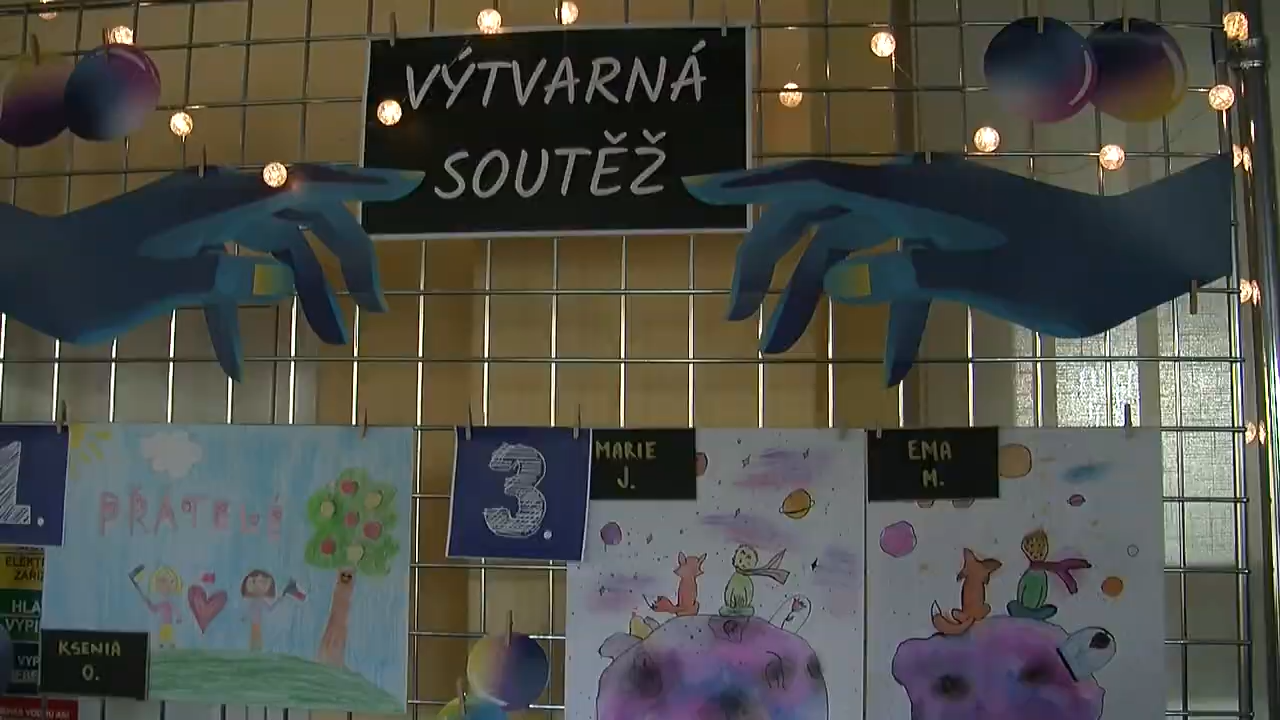 VÝTVARNÁ
SOUTĚŽ
1.
PŘÁTELÉ
KSENIA
O.
3.
MARIE
J.
EMA
M.